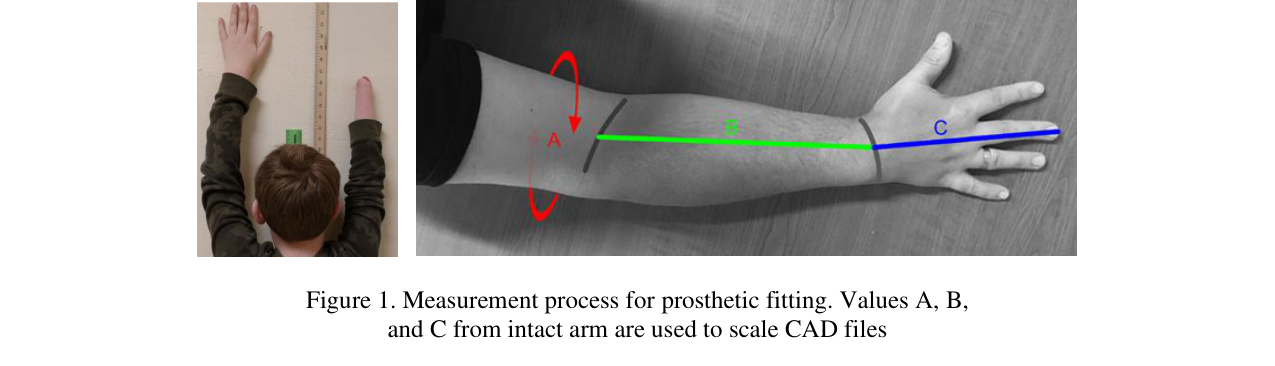 A
B
C
Figure 1. Measurement process for prosthetic fitting. Values A, B,
and C from intact arm are used to scale CAD files